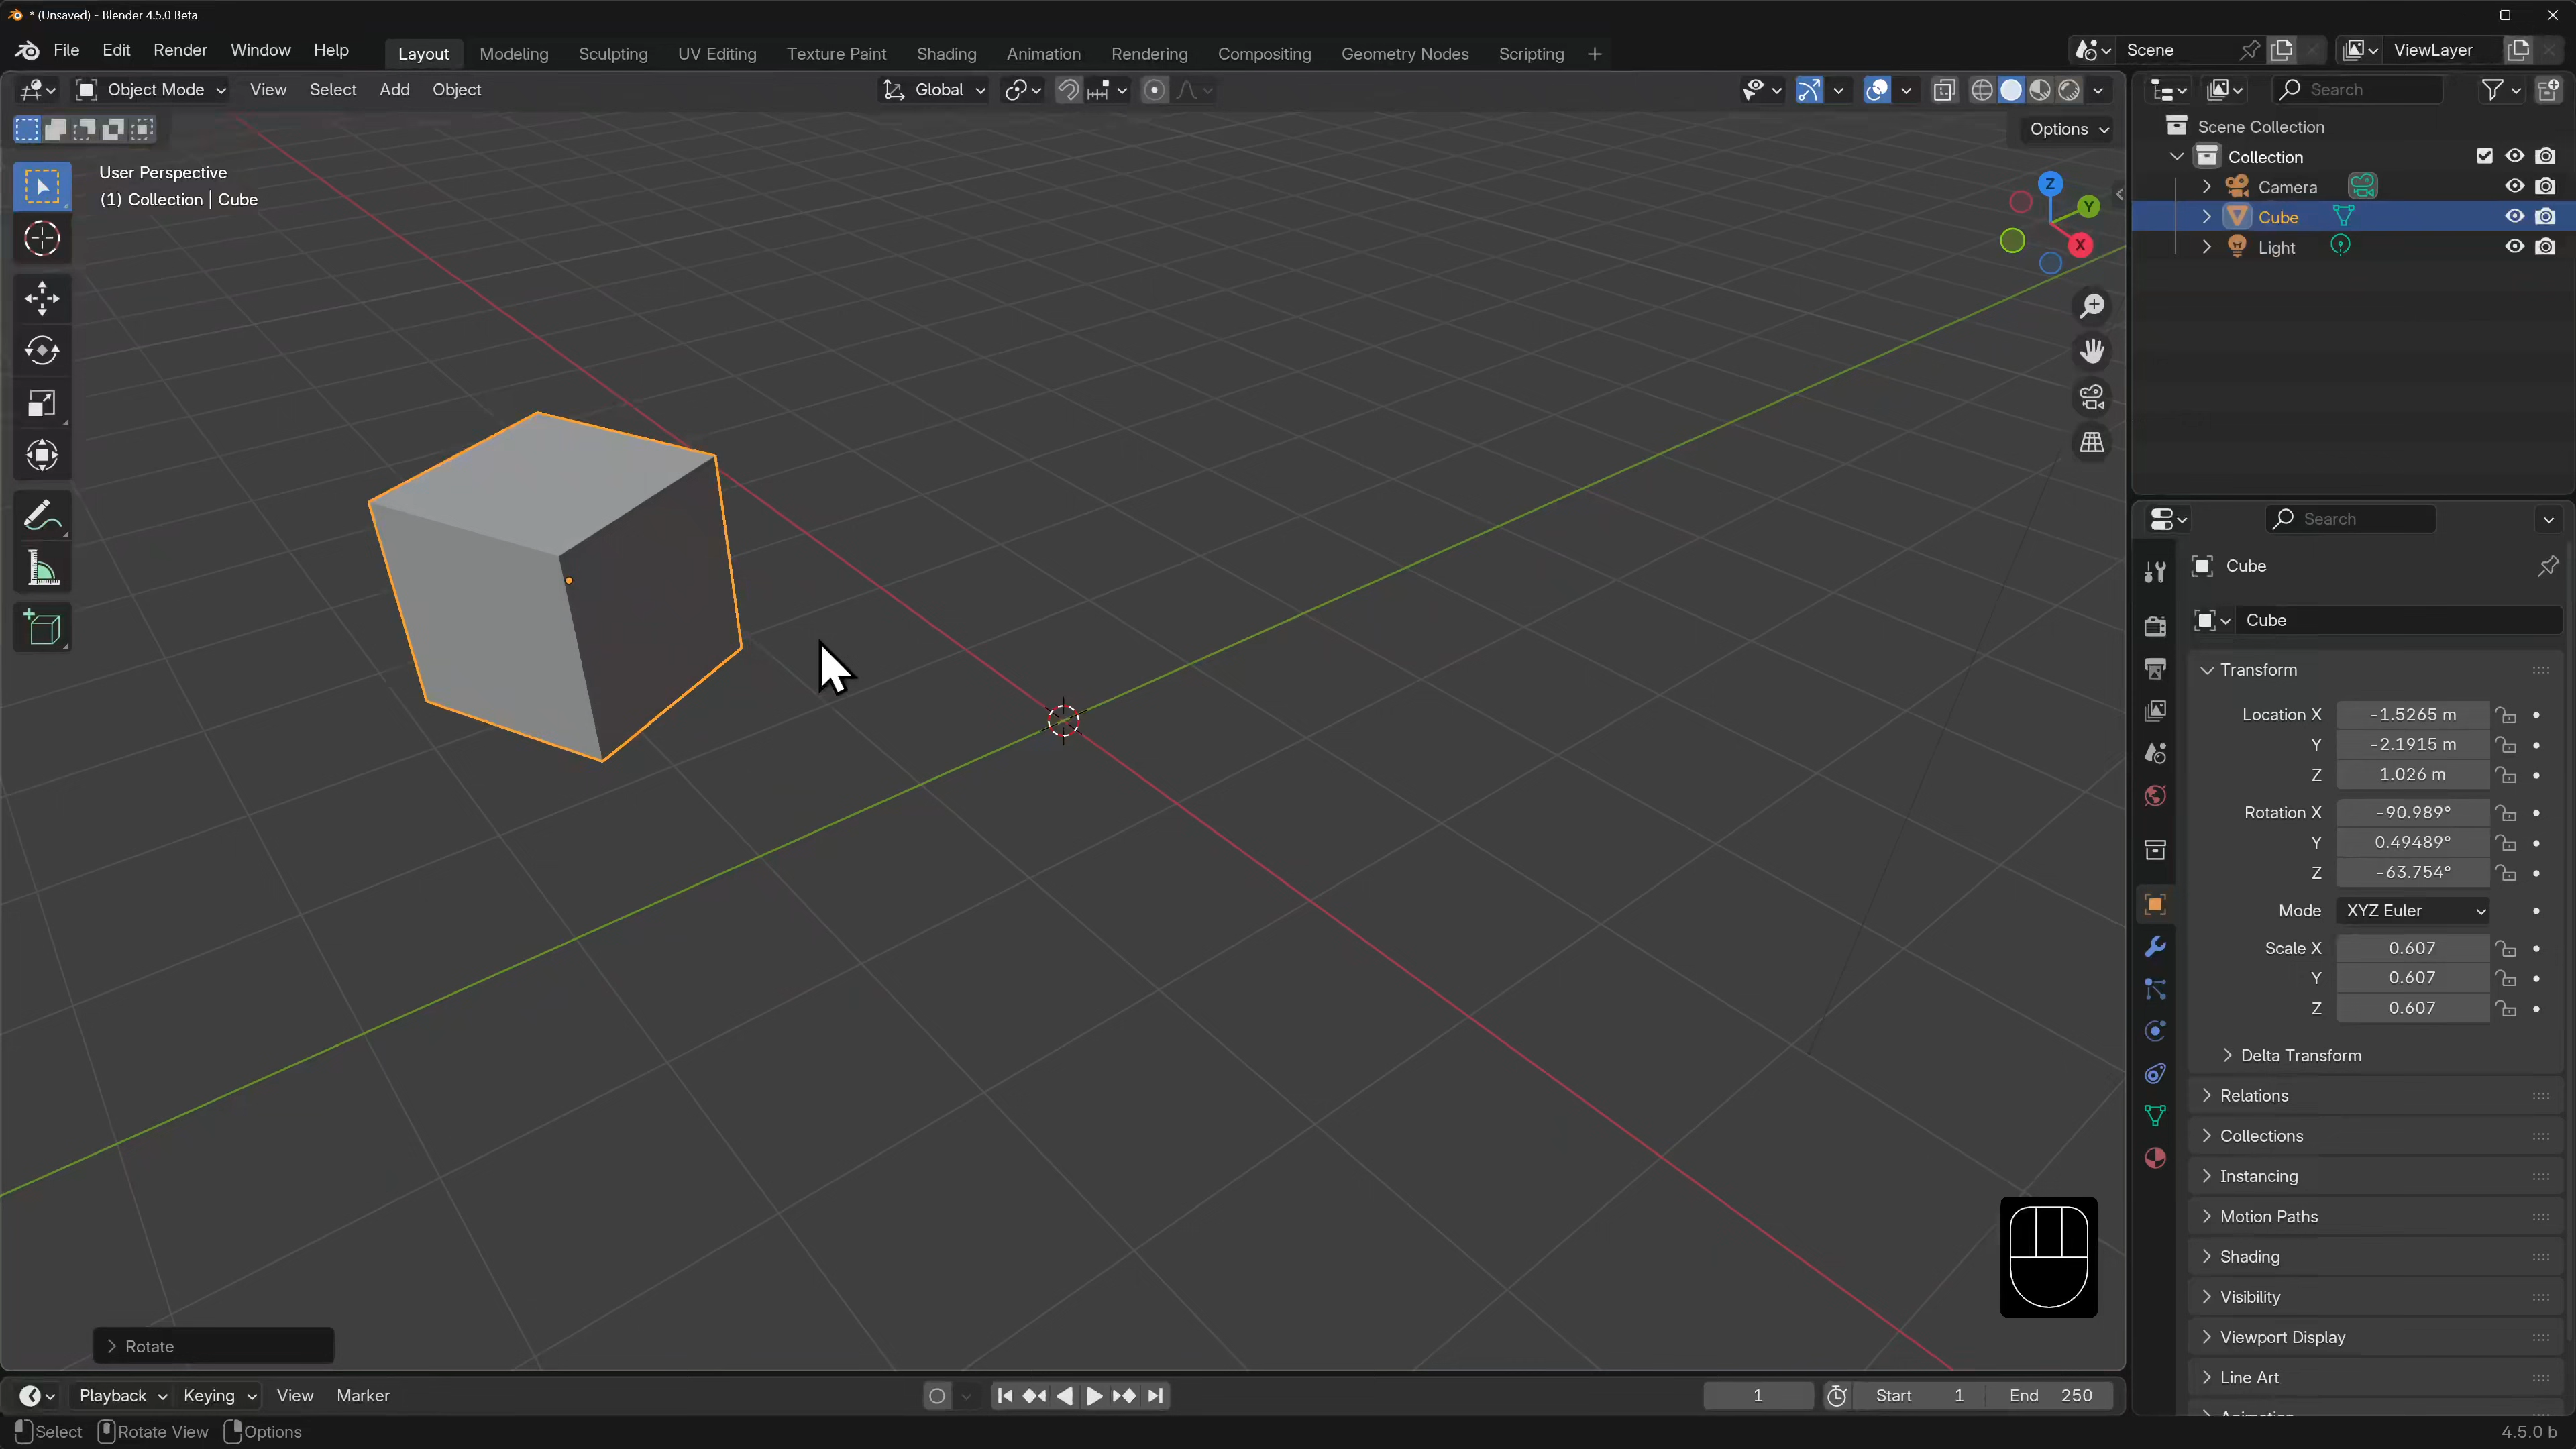 * (Unsaved) - Blender 4.5.0 Beta
File Edit Render Window Help Layout Modeling Sculpting UV Editing Texture Paint Shading Animation Rendering Compositing Geometry Nodes Scripting + Scene ViewLayer
Object Mode View Select Add Object Global Search
Options
User Perspective
(1) Collection | Cube
Z
Y
X
Scene Collection
Collection
Camera
Cube
Light
Search
Cube
Cube
Transform
Location X -1.5265 m
Y -2.1915 m
Z 1.026 m
Rotation X -90.989°
Y 0.49489°
Z -63.754°
Mode XYZ Euler
Scale X 0.607
Y 0.607
Z 0.607
Delta Transform
Relations
Collections
Instancing
Motion Paths
Shading
Visibility
Viewport Display
Line Art
Rotate
Playback Keying View Marker 1 Start 1 End 250
Select Rotate View Options 4.5.0 b